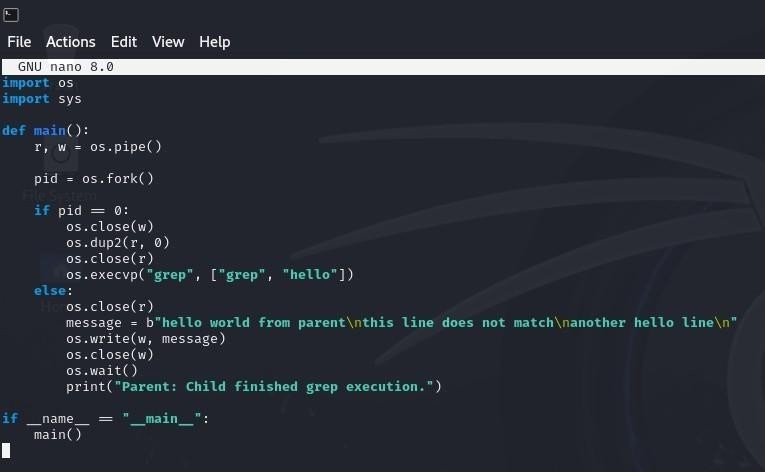 File Actions Edit View Help
GNU nano 8.0
import os
import sys

def main():
    r, w = os.pipe()

    pid = os.fork()

    if pid == 0:
        os.close(w)
        os.dup2(r, 0)
        os.close(r)
        os.execvp("grep", ["grep", "hello"])
    else:
        os.close(r)
        message = b"hello world from parent\nthis line does not match\nanother hello line\n"
        os.write(w, message)
        os.close(w)
        os.wait()
        print("Parent: Child finished grep execution.")

if __name__ == "__main__":
    main()
File System